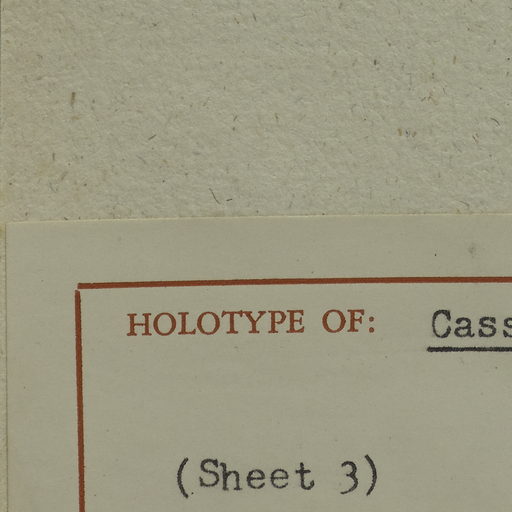 HOLOTYPE OF: Cass
(Sheet 3)